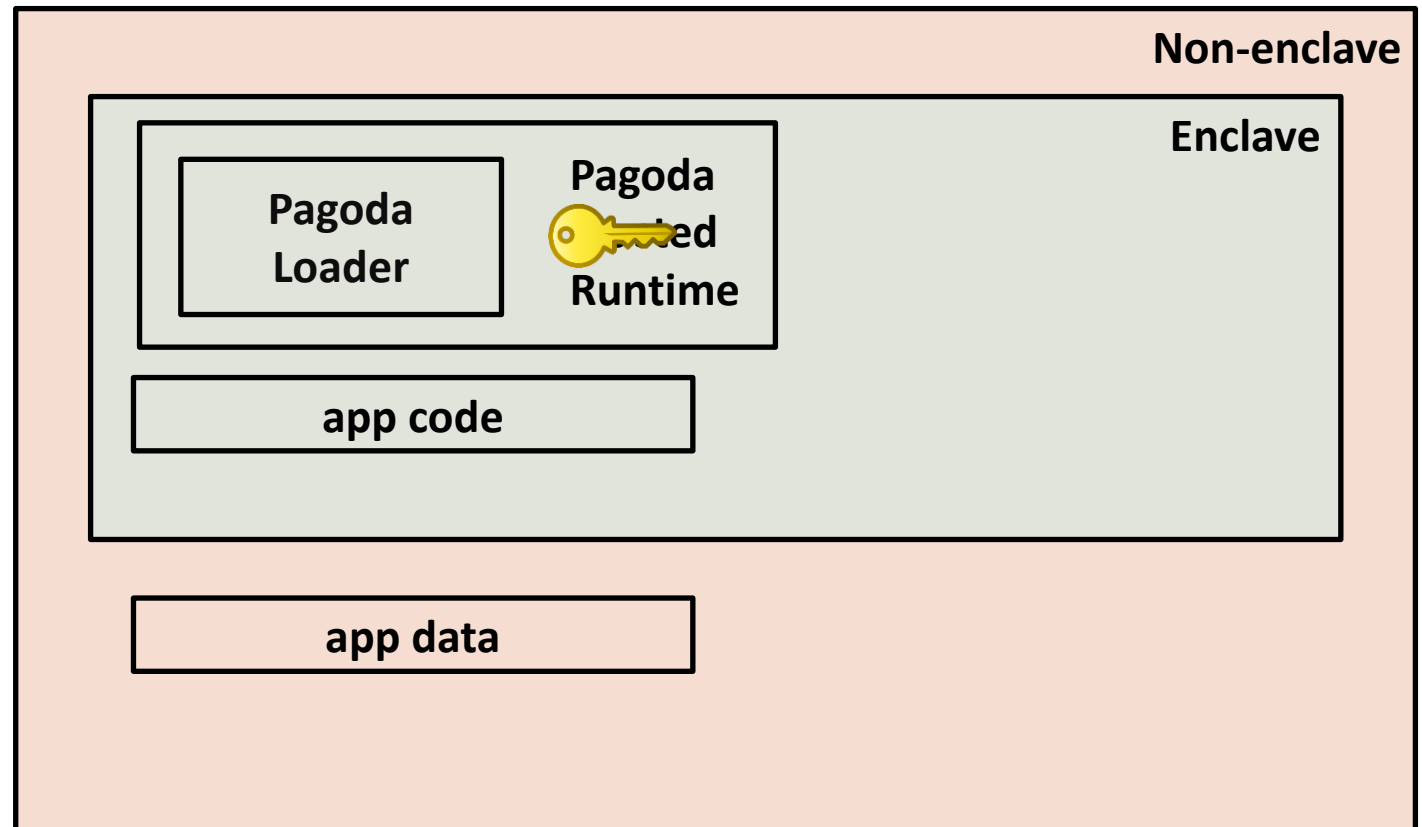 Non-enclave
Enclave
Pagoda
Loader
Pagoda
Runtime
app code
app data